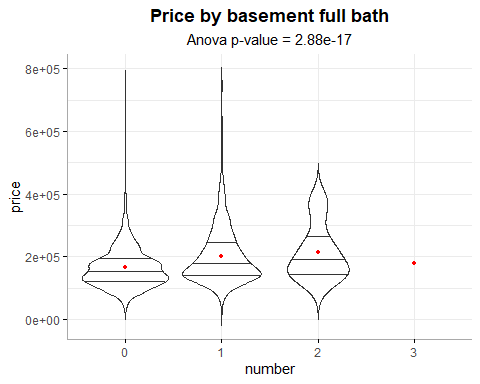 Price by basement full bath
Anova p-value = 2.88e-17
price
8e+05
6e+05
4e+05
2e+05
0e+00
0 1 2 3
number